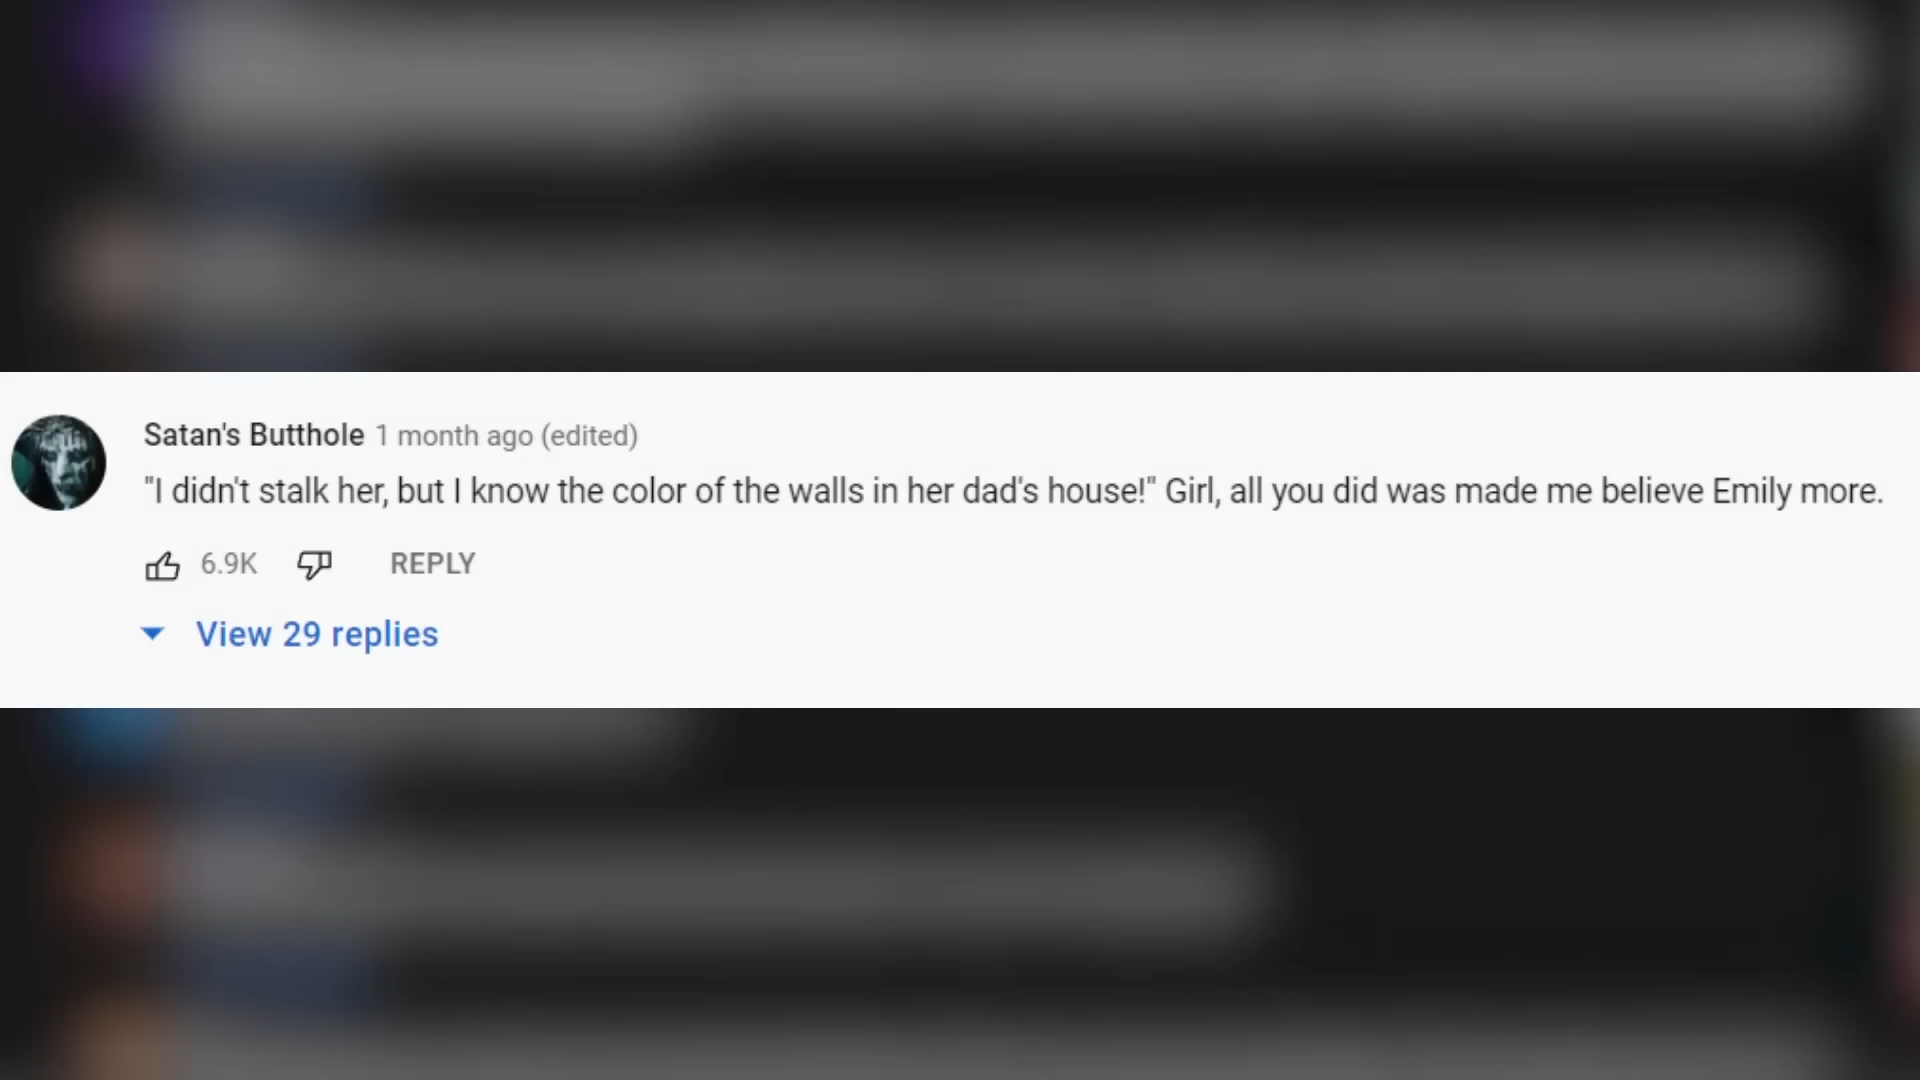 Satan's Butthole 1 month ago (edited)
"I didn't stalk her, but I know the color of the walls in her dad's house!" Girl, all you did was made me believe Emily more.
6.9K REPLY
View 29 replies